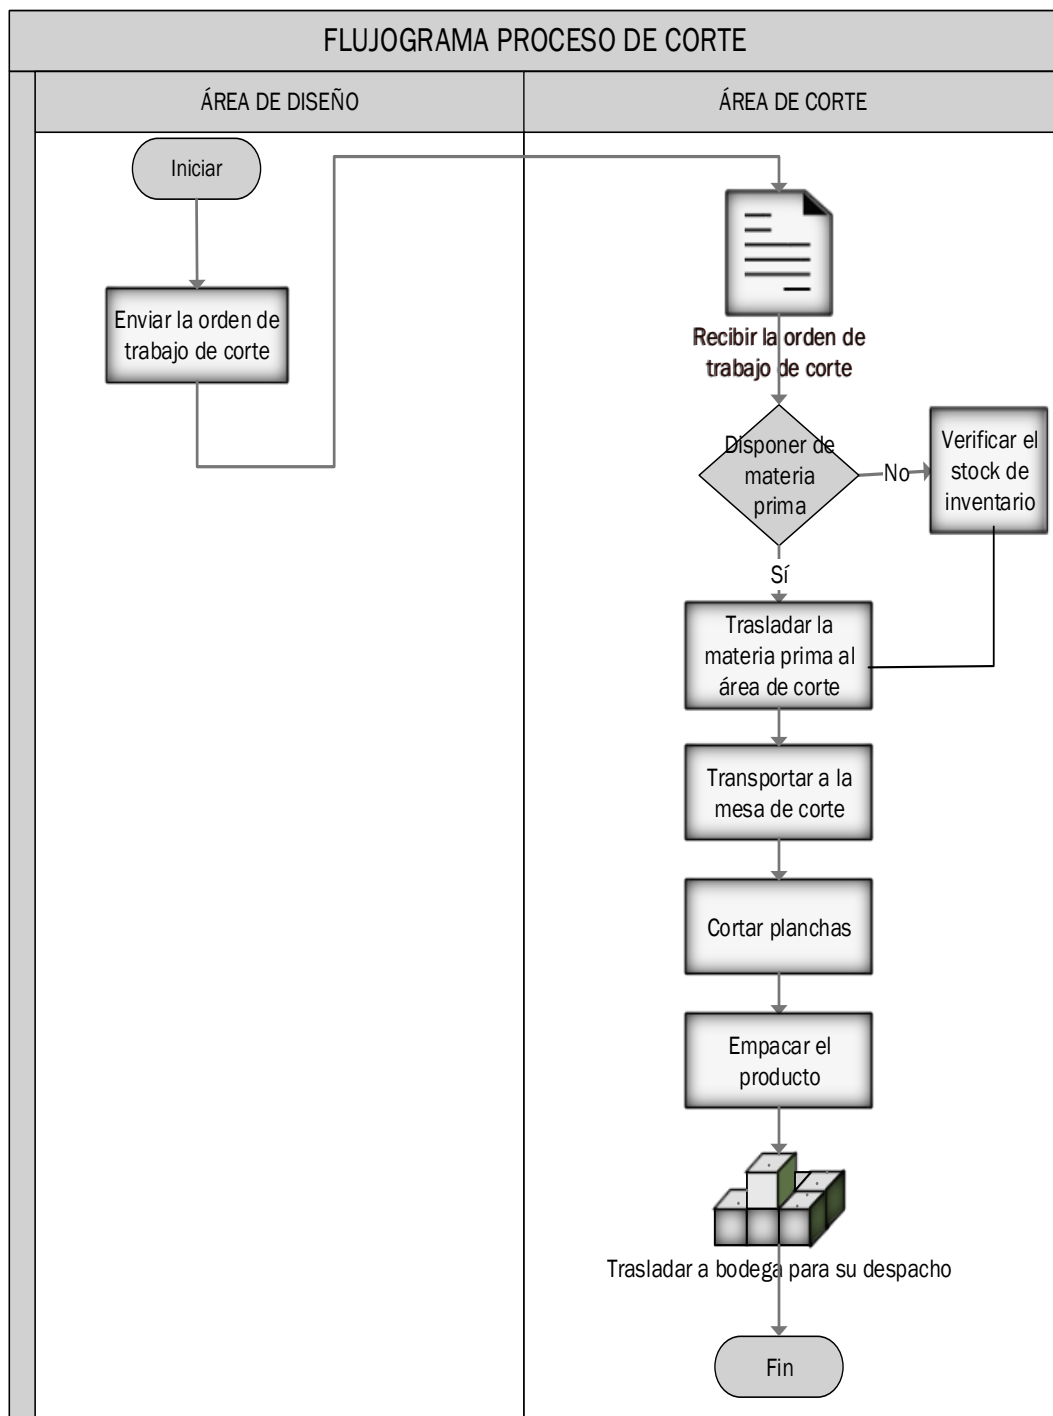 FLUJOGRAMA PROCESO DE CORTE
ÁREA DE DISEÑO
ÁREA DE CORTE
Iniciar
Enviar la orden de
trabajo de corte
Recibir la orden de
trabajo de corte
Disponer de
materia
prima
No
Verificar el
stock de
inventario
Sí
Trasladar la
materia prima al
área de corte
Transportar a la
mesa de corte
Cortar planchas
Empacar el
producto
Trasladar a bodega para su despacho
Fin